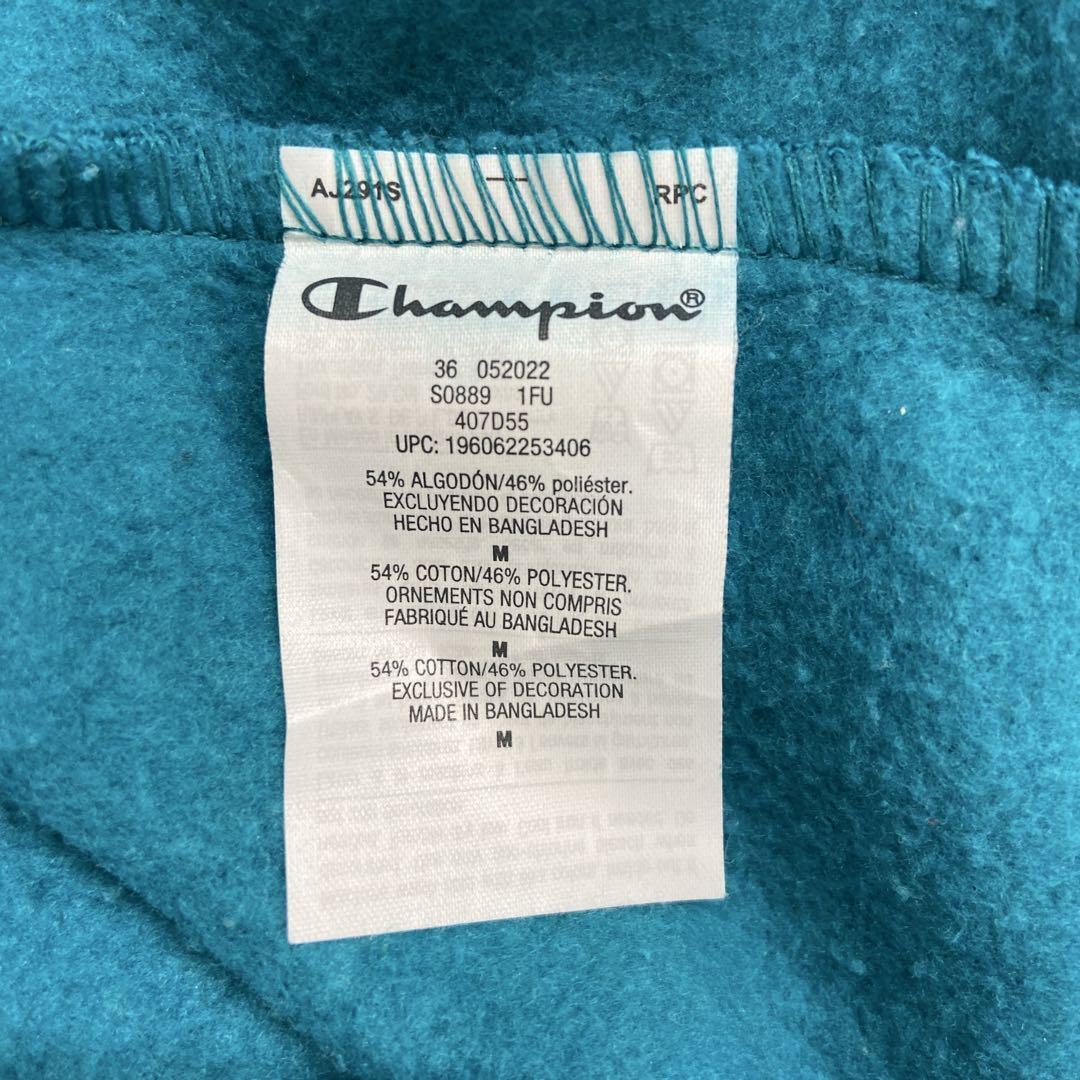 AJ291S — RPC
Champion®
36 052022
S0889 1FU
407D55
UPC: 196062253406
54% ALGODÓN/46% poliéster.
EXCLUYENDO DECORACIÓN
HECHO EN BANGLADESH
M
54% COTON/46% POLYESTER.
ORNEMENTS NON COMPRIS
FABRIQUÉ AU BANGLADESH
M
54% COTTON/46% POLYESTER.
EXCLUSIVE OF DECORATION
MADE IN BANGLADESH
M